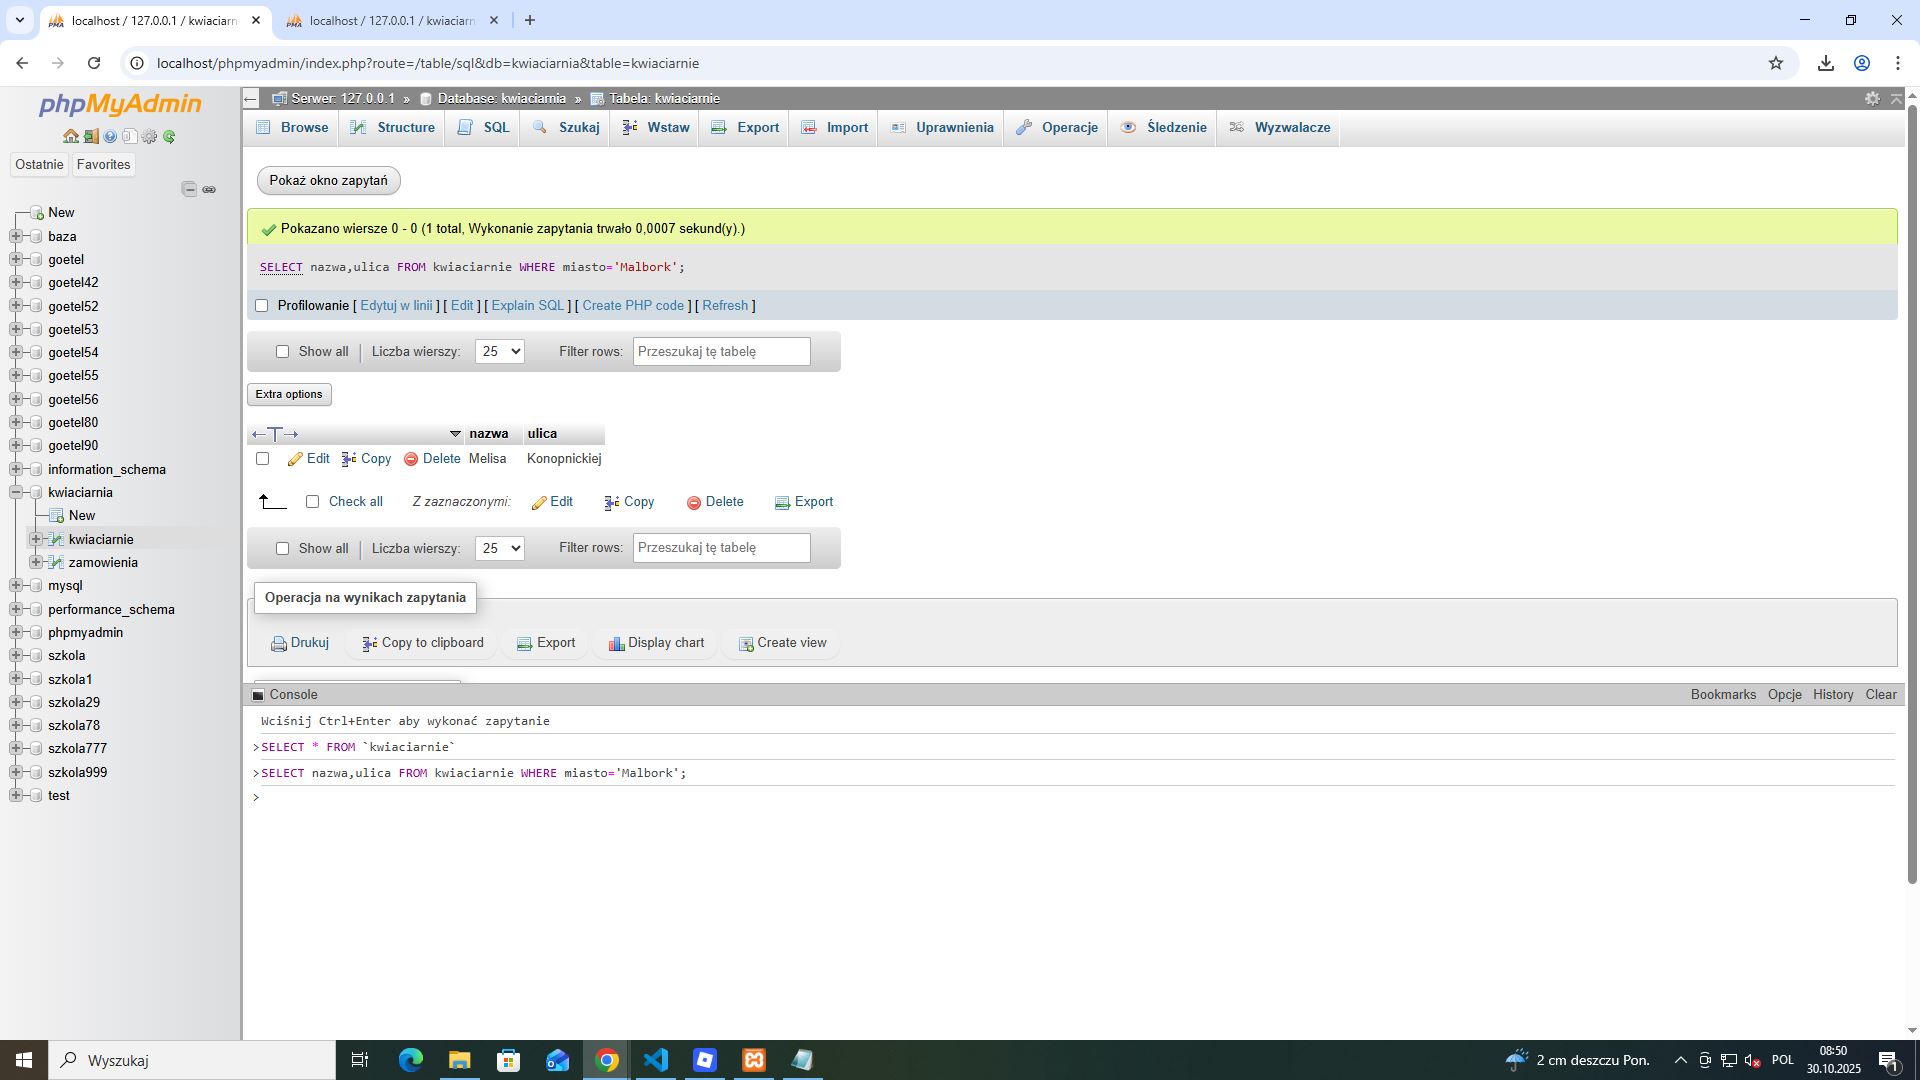 localhost / 127.0.0.1 / kwiaciarni
localhost / 127.0.0.1 / kwiaciarn
localhost/phpmyadmin/index.php?route=/table/sql&db=kwiaciarnia&table=kwiaciarnie
phpMyAdmin
Ostatnie Favorites
New
baza
goetel
goetel42
goetel52
goetel53
goetel54
goetel55
goetel56
goetel80
goetel90
information_schema
kwiaciarnia
New
kwiaciarnie
zamowienia
mysql
performance_schema
phpmyadmin
szkola
szkola1
szkola29
szkola78
szkola777
szkola999
test
Serwer: 127.0.0.1 » Database: kwiaciarnia » Tabela: kwiaciarnie
Browse Structure SQL Szukaj Wstaw Export Import Uprawnienia Operacje Śledzenie Wyzwalacze
Pokaż okno zapytań
Pokazano wiersze 0 - 0 (1 total, Wykonanie zapytania trwało 0,0007 sekund(y).)
SELECT nazwa,ulica FROM kwiaciarnie WHERE miasto='Malbork';
Profilowanie [ Edytuj w linii ] [ Edit ] [ Explain SQL ] [ Create PHP code ] [ Refresh ]
Show all Liczba wierszy: 25 Filter rows: Przeszukaj tę tabelę
Extra options
nazwa ulica
Edit Copy Delete Melisa Konopnickiej
Check all Z zaznaczonymi: Edit Copy Delete Export
Show all Liczba wierszy: 25 Filter rows: Przeszukaj tę tabelę
Operacja na wynikach zapytania
Drukuj Copy to clipboard Export Display chart Create view
Console Bookmarks Opcje History Clear
Wciśnij Ctrl+Enter aby wykonać zapytanie
>SELECT * FROM `kwiaciarnie`
>SELECT nazwa,ulica FROM kwiaciarnie WHERE miasto='Malbork';
>
Wyszukaj
2 cm deszczu Pon.
POL
08:50
30.10.2025
1